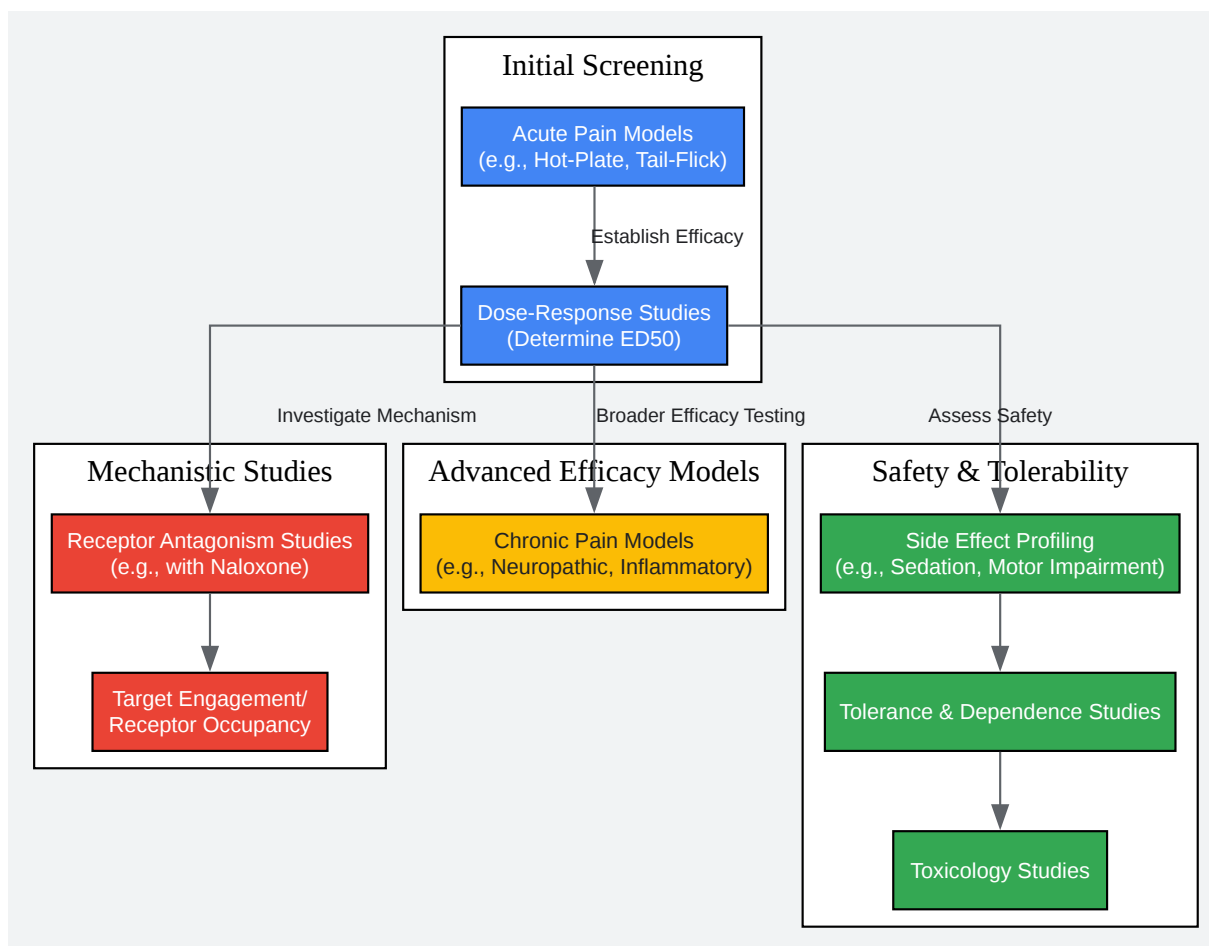 Initial Screening
Acute Pain Models
(e.g., Hot-Plate, Tail-Flick)
Establish Efficacy
Dose-Response Studies
(Determine ED50)
Investigate Mechanism
Broader Efficacy Testing
Assess Safety
Mechanistic Studies
Receptor Antagonism Studies
(e.g., with Naloxone)
Target Engagement/
Receptor Occupancy
Advanced Efficacy Models
Chronic Pain Models
(e.g., Neuropathic, Inflammatory)
Safety & Tolerability
Side Effect Profiling
(e.g., Sedation, Motor Impairment)
Tolerance & Dependence Studies
Toxicology Studies